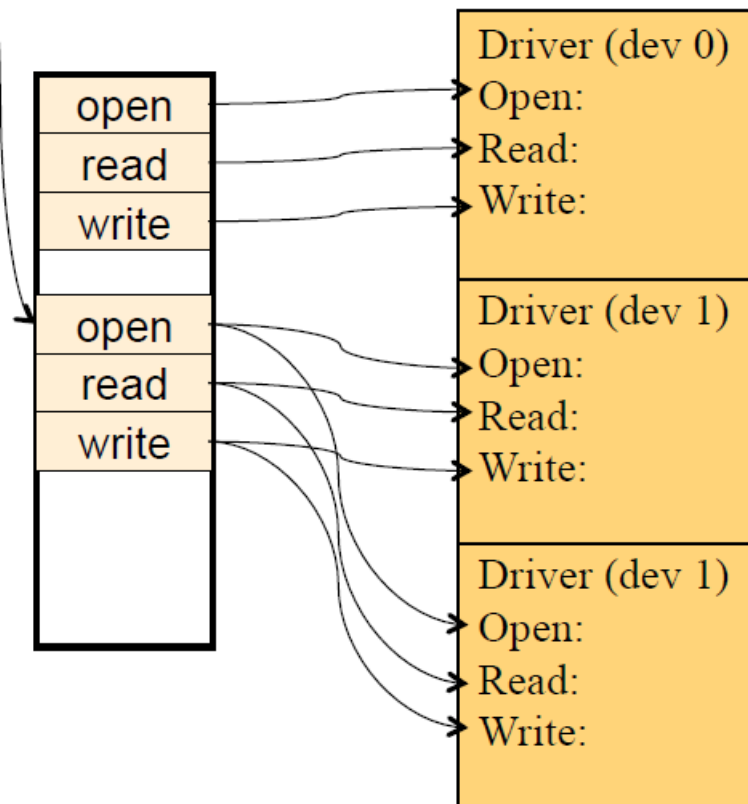 open
read
write
open
read
write
Driver (dev 0)
Open:
Read:
Write:
Driver (dev 1)
Open:
Read:
Write:
Driver (dev 1)
Open:
Read:
Write: